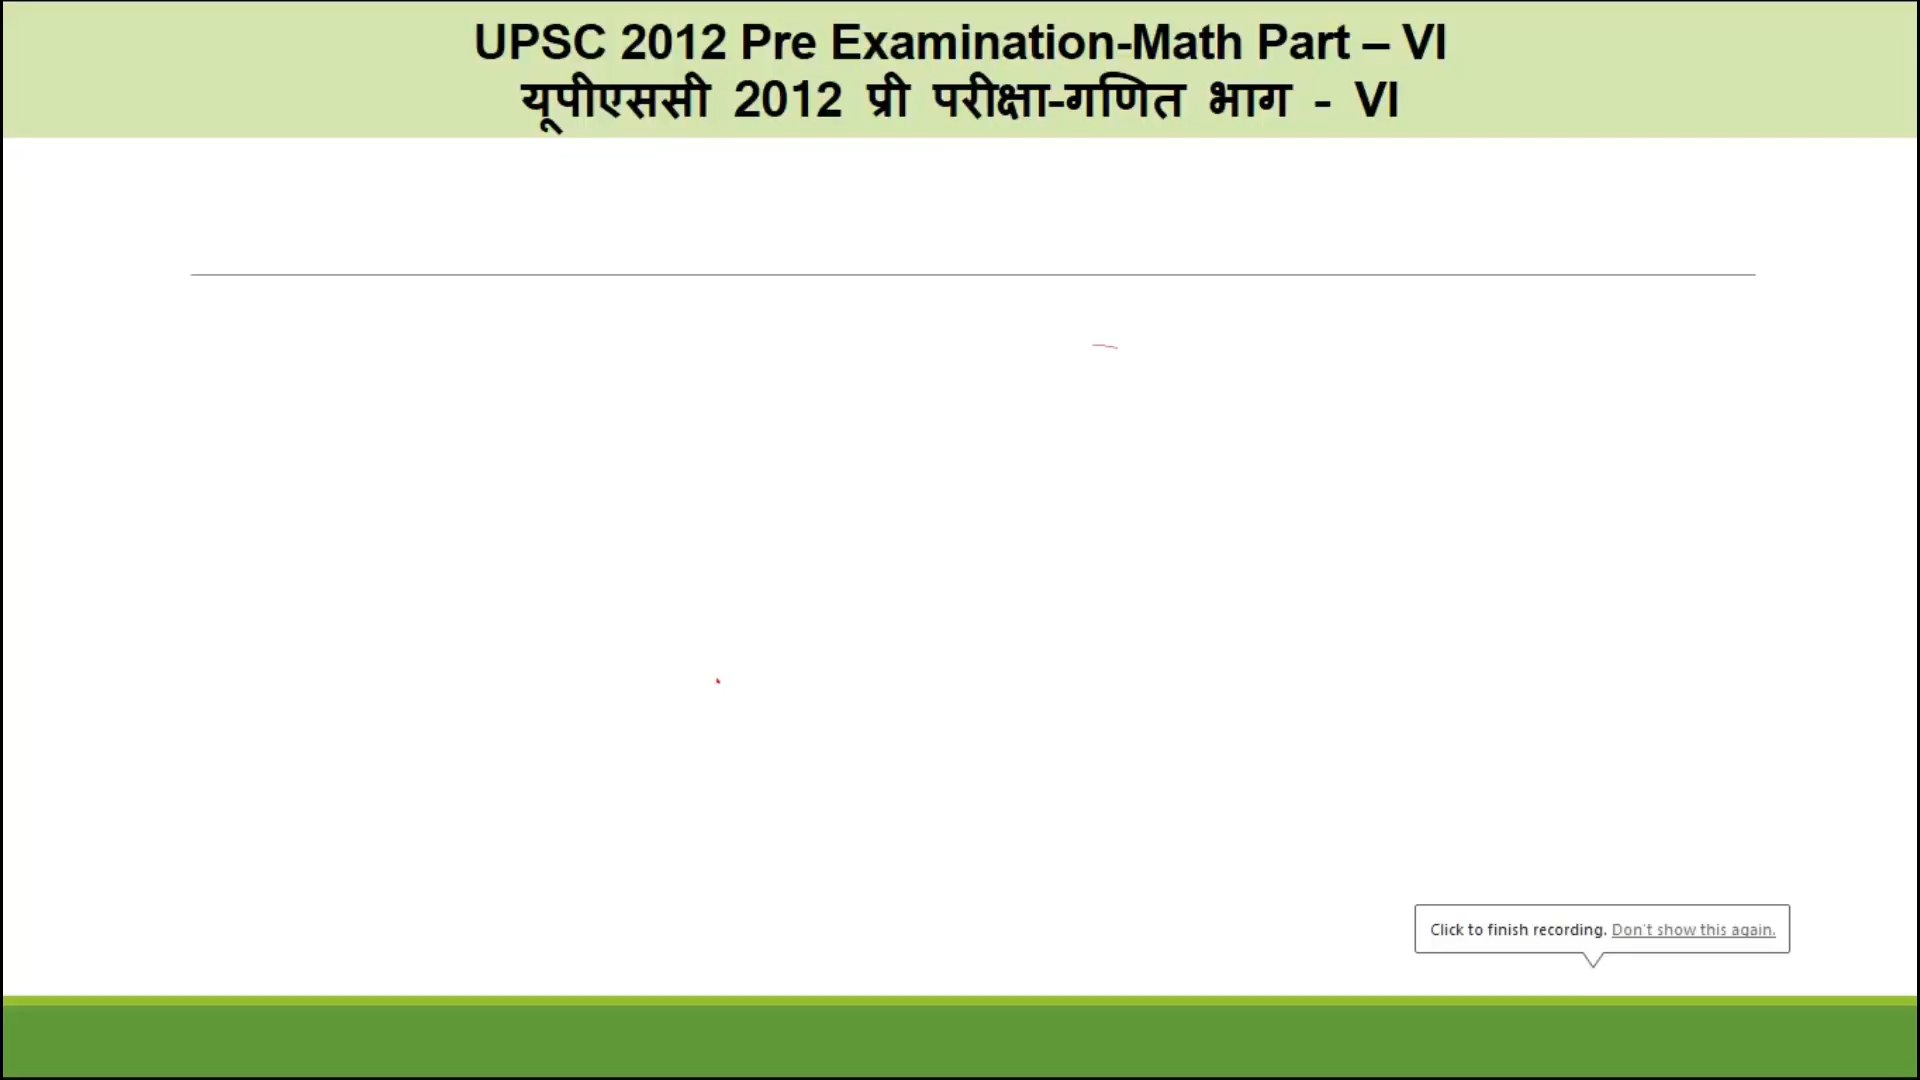 UPSC 2012 Pre Examination-Math Part – VI
यूपीएससी 2012 प्री परीक्षा-गणित भाग - VI
Click to finish recording. Don't show this again.